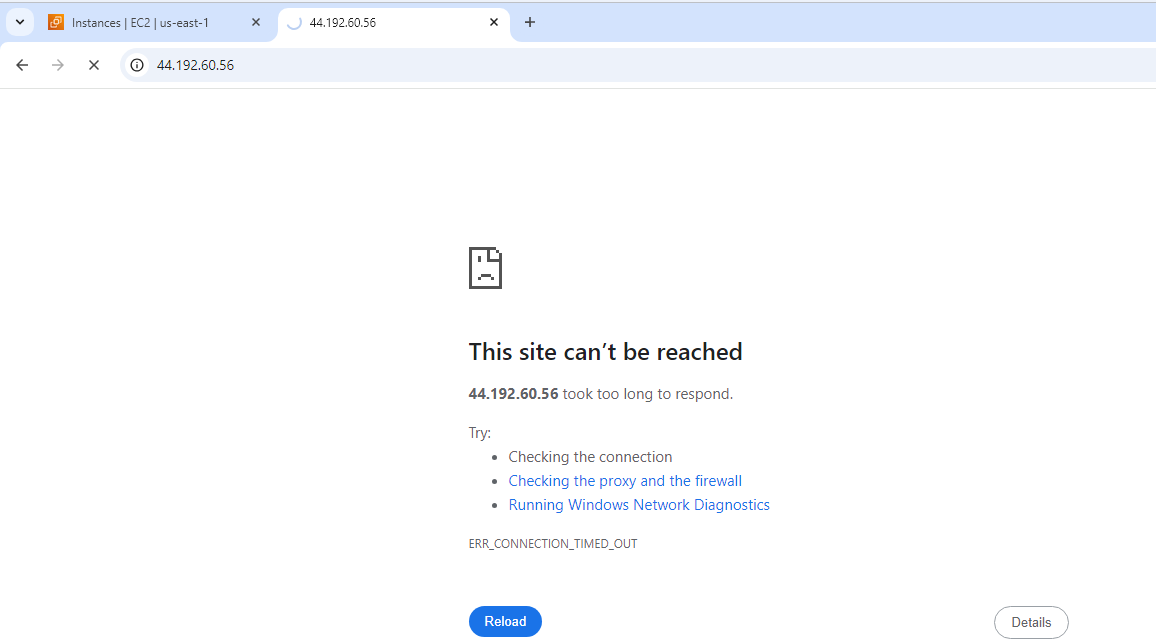 Instances | EC2 | us-east-1
44.192.60.56
44.192.60.56
This site can’t be reached
44.192.60.56 took too long to respond.
Try:
Checking the connection
Checking the proxy and the firewall
Running Windows Network Diagnostics
ERR_CONNECTION_TIMED_OUT
Reload
Details